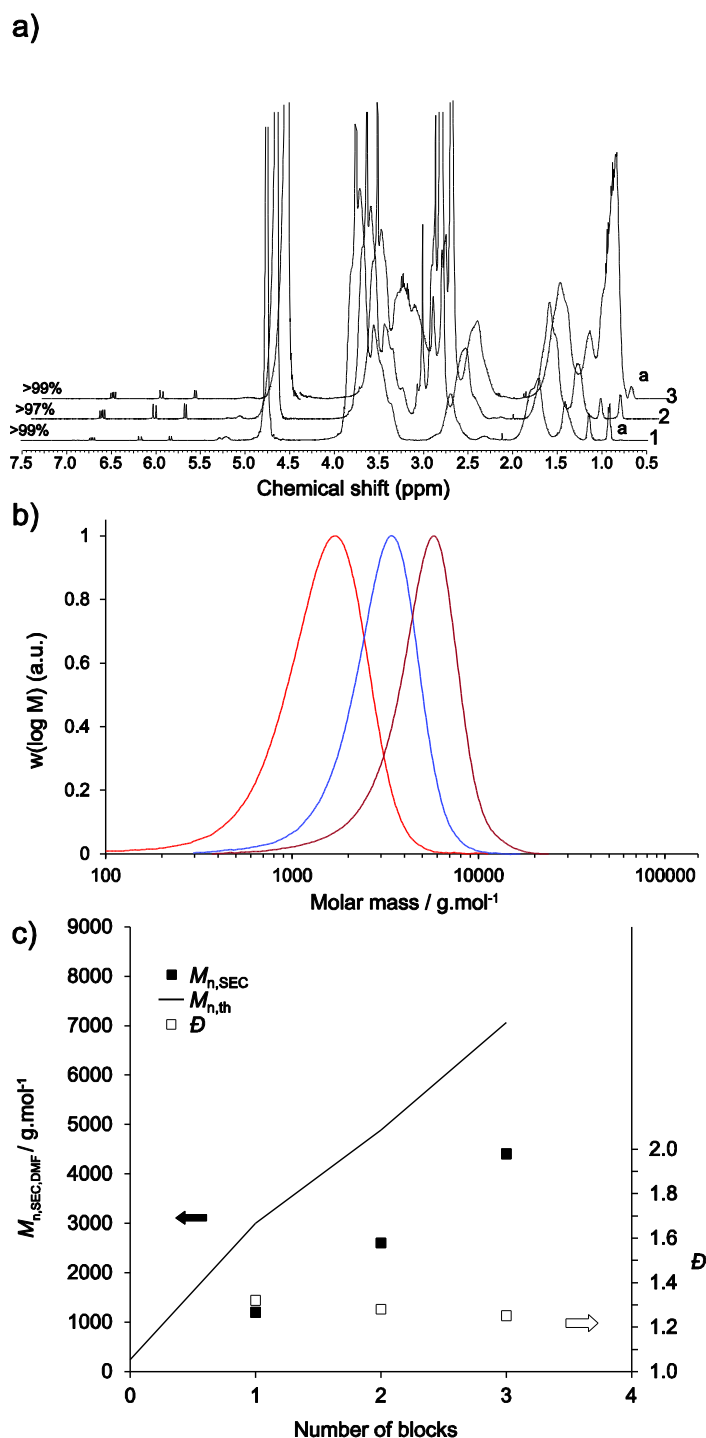 a)
a
>99%
3
>97%
2
a
>99%
1
7.5 7.0 6.5 6.0 5.5 5.0 4.5 4.0 3.5 3.0 2.5 2.0 1.5 1.0 0.5
Chemical shift (ppm)
b)
1
0.8
0.6
0.4
0.2
0
w(log M) (a.u.)
100 1000 10000 100000
Molar mass / g.mol⁻¹
c)
9000
8000
7000
6000
5000
4000
3000
2000
1000
0
Mn,SEC,DMF / g.mol⁻¹
Mn,SEC
Mn,th
Đ
2.0
1.8
1.6
1.4
1.2
1.0
Đ
0 1 2 3 4
Number of blocks